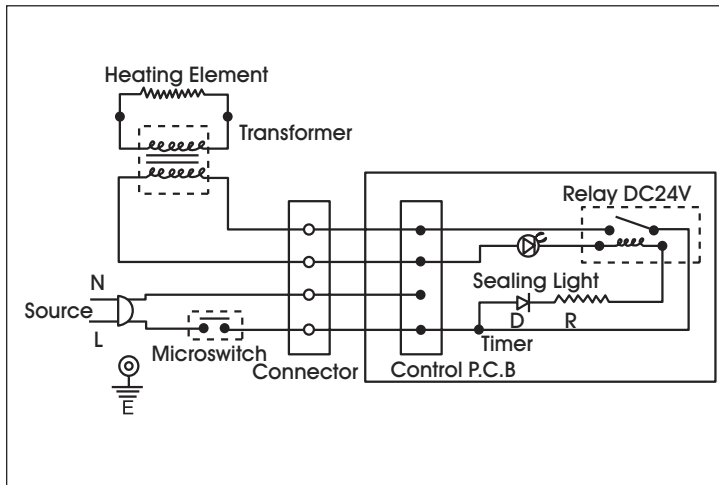 Heating Element
Transformer
Relay DC24V
N
Sealing Light
Source
D R
L
Timer
Microswitch
Connector
Control P.C.B
E